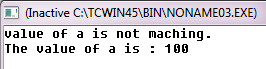 (Inactive C:\TCWIN45\BIN\NONAME03.EXE)
value of a is not maching.
The value of a is : 100